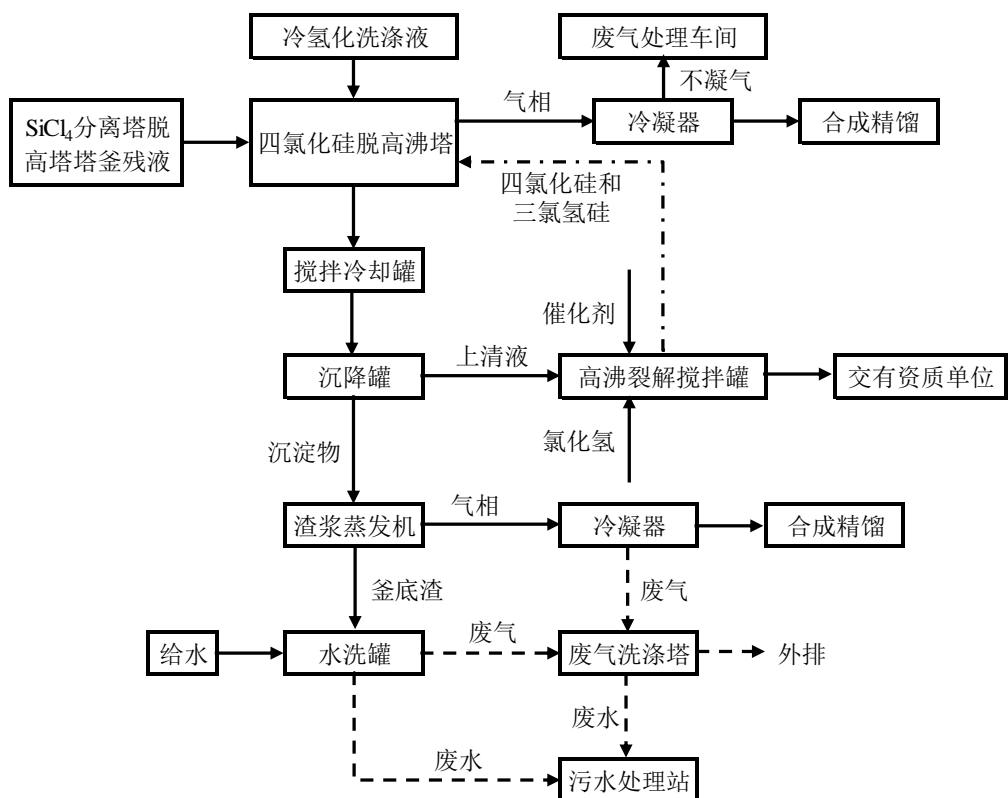 冷氢化洗涤液
废气处理车间
不凝气
气相
SiCl₄分离塔脱
高塔塔釜残液
四氯化硅脱高沸塔
冷凝器
合成精馏
四氯化硅和
三氯氢硅
搅拌冷却罐
催化剂
上清液
沉降罐
高沸裂解搅拌罐
交有资质单位
沉淀物
氯化氢
气相
渣浆蒸发机
冷凝器
合成精馏
釜底渣
废气
废气
给水
水洗罐
废气洗涤塔
外排
废水
废水
污水处理站